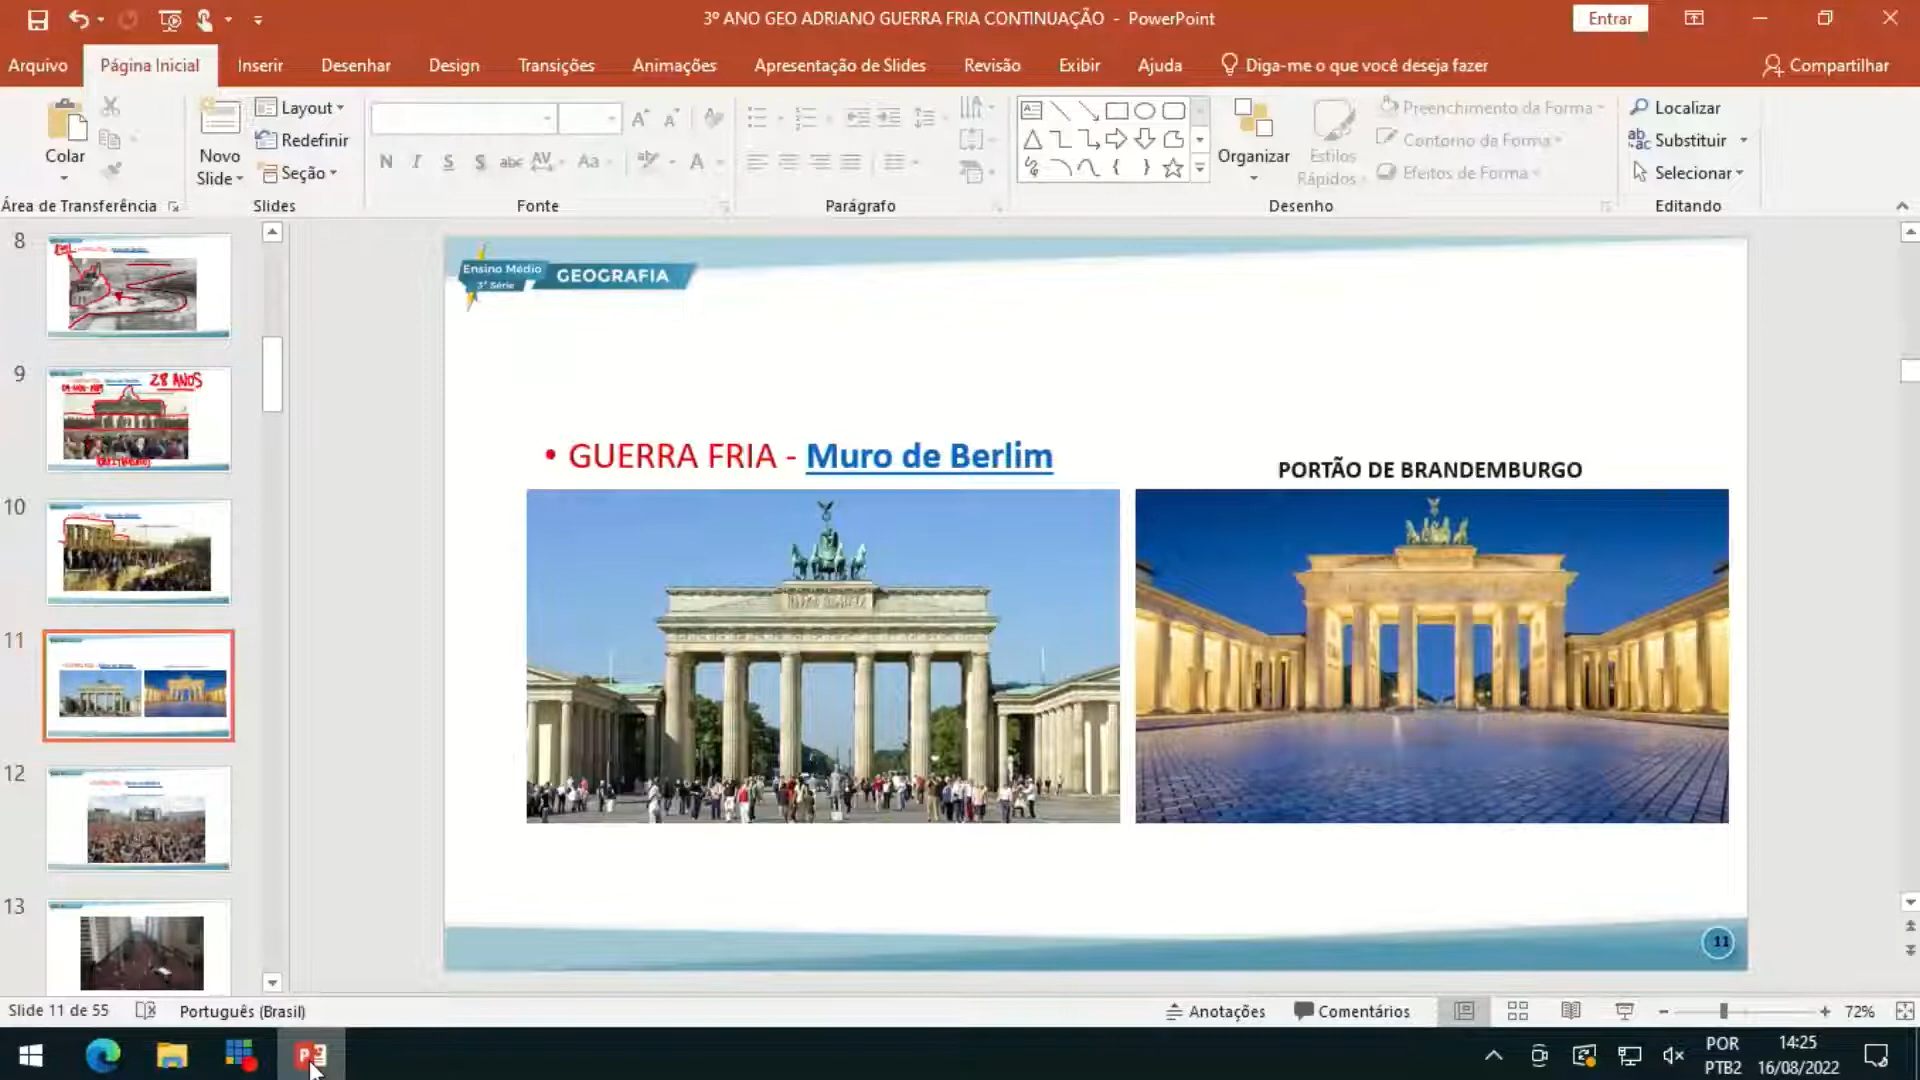 3º ANO GEO ADRIANO GUERRA FRIA CONTINUAÇÃO - PowerPoint
Entrar
Arquivo Página Inicial Inserir Desenhar Design Transições Animações Apresentação de Slides Revisão Exibir Ajuda Diga-me o que você deseja fazer Compartilhar
Colar
Novo Slide
Layout
Redefinir
Seção
N I S S abc AV Aa A
Organizar
Estilos Rápidos
Preenchimento da Forma
Contorno da Forma
Efeitos de Forma
Localizar
Substituir
Selecionar
Área de Transferência Slides Fonte Parágrafo Desenho Editando
8
9
28 ANOS
10
11
12
13
Ensino Médio
3ª Série
GEOGRAFIA
• GUERRA FRIA - Muro de Berlim
PORTÃO DE BRANDEMBURGO
11
Slide 11 de 55 Português (Brasil) Anotações Comentários 72%
POR 14:25
PTB2 16/08/2022